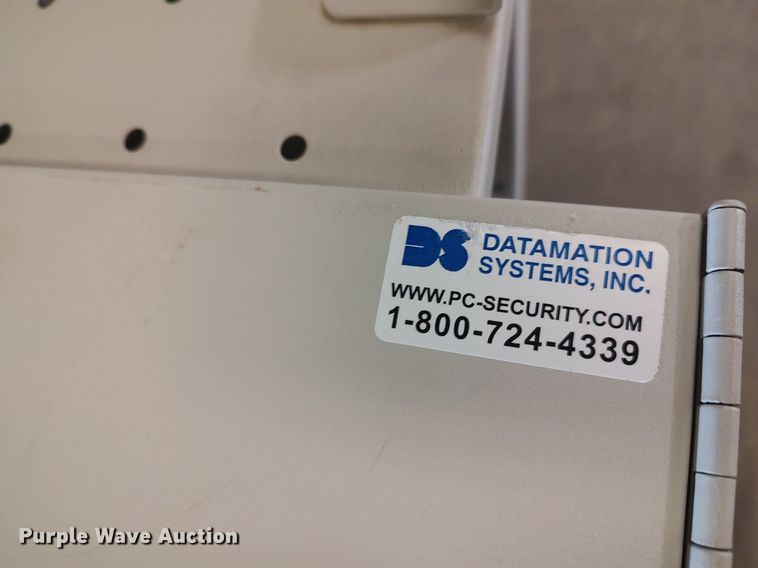 DS DATAMATION
SYSTEMS, INC.
WWW.PC-SECURITY.COM
1-800-724-4339
Purple Wave Auction